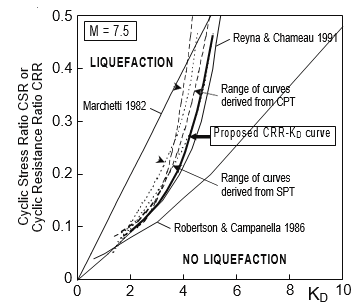 0.5
M = 7.5
LIQUEFACTION
Reyna & Chameau 1991
0.4
Range of curves
derived from CPT
Marchetti 1982
Cyclic Stress Ratio CSR or
Cyclic Resistance Ratio CRR
0.3
Proposed CRR-KD curve
0.2
Range of curves
derived from SPT
0.1
Robertson & Campanella 1986
NO LIQUEFACTION
0
0 2 4 6 8 KD 10